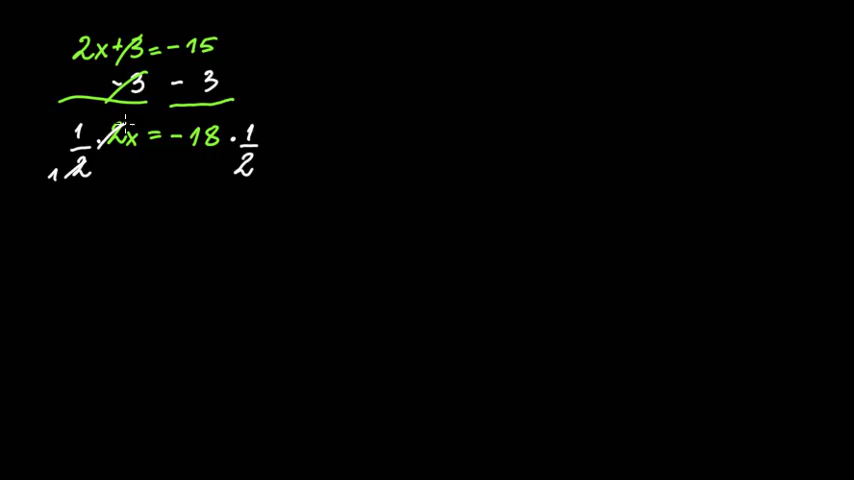 2x+3=-15
-3 - 3
1/2 · 2x = -18 · 1/2
1